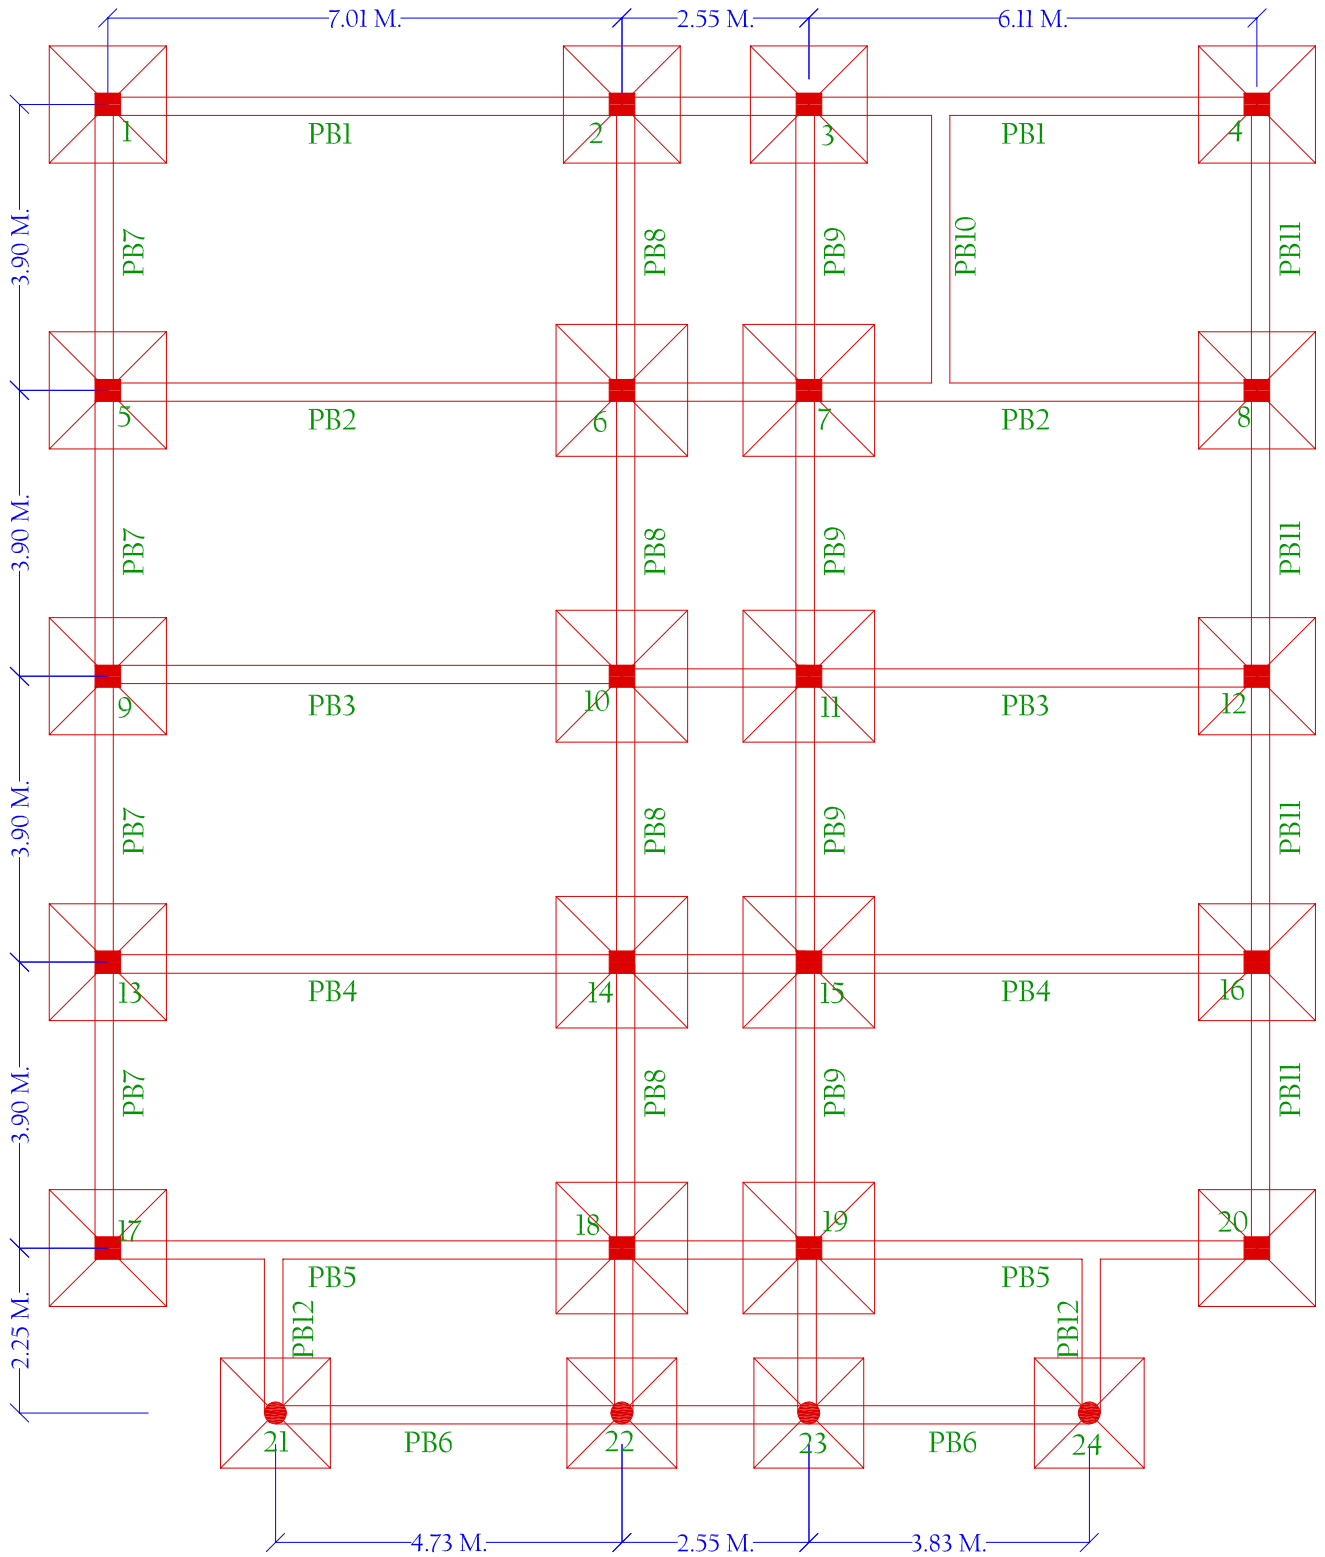 7.01 M.
2.55 M.
6.11 M.
1
2
3
4
PB1
PB1
3.90 M.
PB7
PB8
PB9
PB10
PB11
5
6
7
8
PB2
PB2
3.90 M.
PB7
PB8
PB9
PB11
9
10
11
12
PB3
PB3
3.90 M.
PB7
PB8
PB9
PB11
13
14
15
16
PB4
PB4
3.90 M.
PB7
PB8
PB9
PB11
17
18
19
20
PB5
PB5
2.25 M.
PB12
PB12
21
22
23
24
PB6
PB6
4.73 M.
2.55 M.
3.83 M.